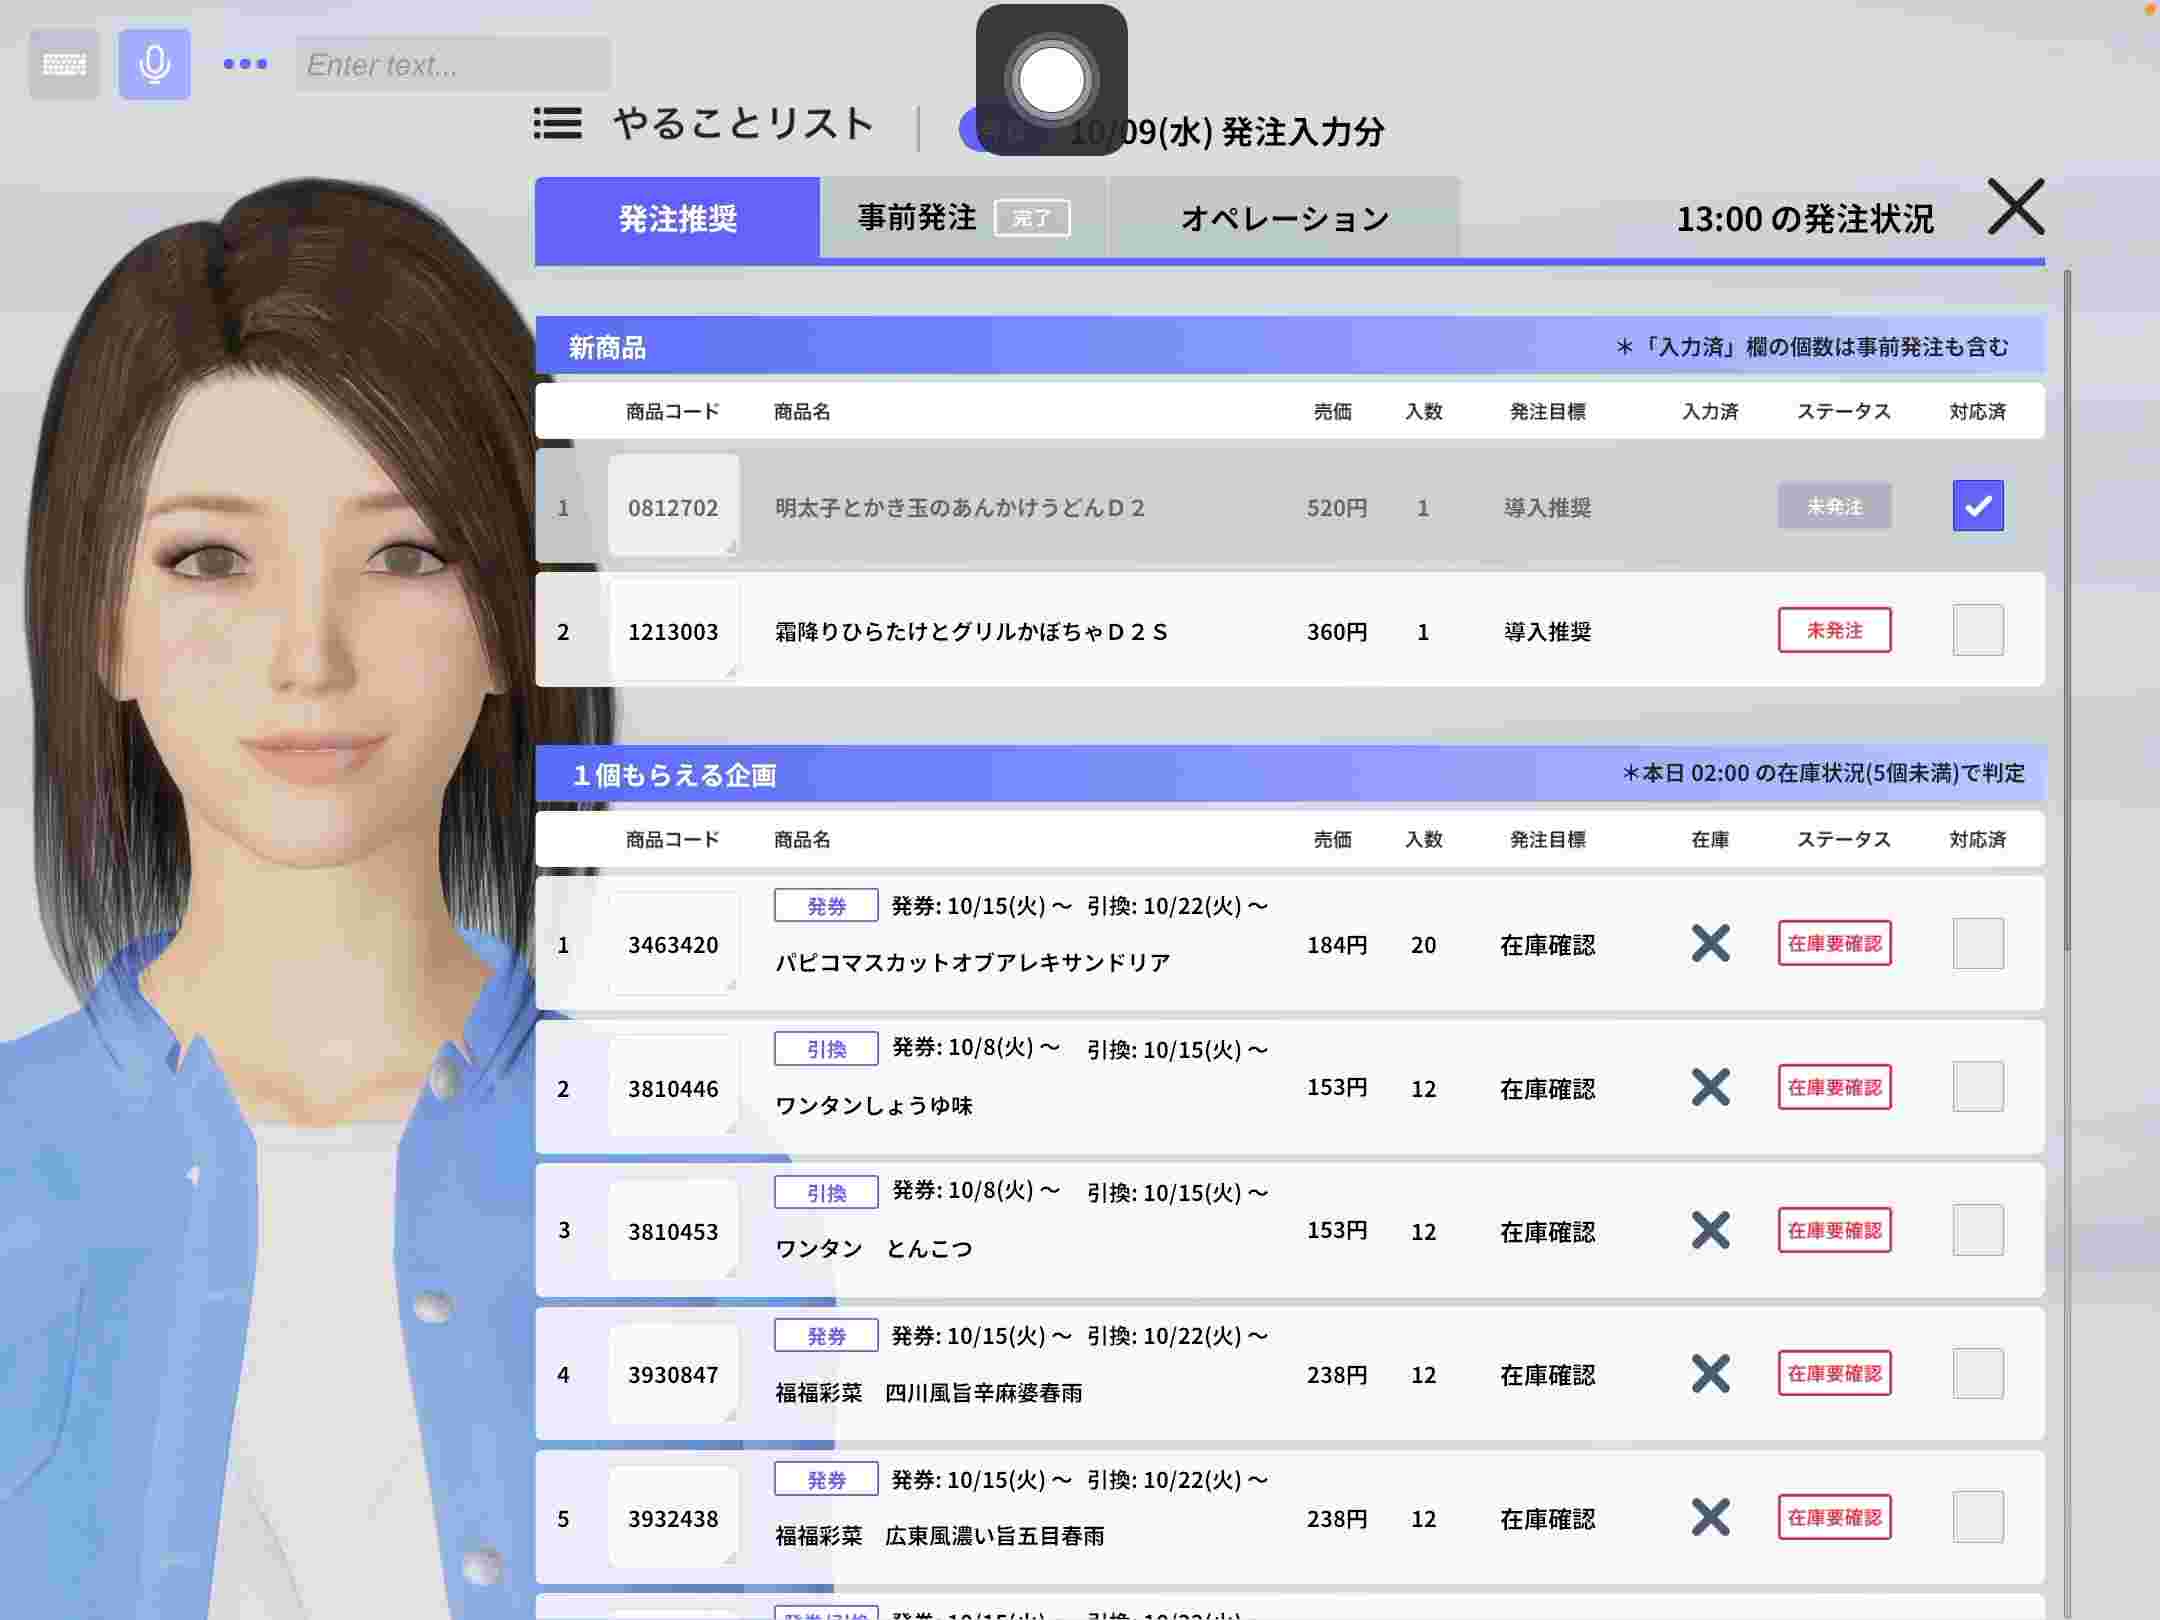 Enter text...
やることリスト
10/09(水) 発注入力分
発注推奨 事前発注 完了 オペレーション 13:00 の発注状況
新商品 ＊「入力済」欄の個数は事前発注も含む
商品コード 商品名 売価 入数 発注目標 入力済 ステータス 対応済
1 0812702 明太子とかき玉のあんかけうどんＤ２ 520円 1 導入推奨 未発注
2 1213003 霜降りひらたけとグリルかぼちゃＤ２Ｓ 360円 1 導入推奨 未発注
１個もらえる企画 ＊本日 02:00 の在庫状況(5個未満)で判定
商品コード 商品名 売価 入数 発注目標 在庫 ステータス 対応済
発券 発券: 10/15(火)～ 引換: 10/22(火)～
1 3463420 パピコマスカットオブアレキサンドリア 184円 20 在庫確認 在庫要確認
引換 発券: 10/8(火)～ 引換: 10/15(火)～
2 3810446 ワンタンしょうゆ味 153円 12 在庫確認 在庫要確認
引換 発券: 10/8(火)～ 引換: 10/15(火)～
3 3810453 ワンタン　とんこつ 153円 12 在庫確認 在庫要確認
発券 発券: 10/15(火)～ 引換: 10/22(火)～
4 3930847 福福彩菜　四川風旨辛麻婆春雨 238円 12 在庫確認 在庫要確認
発券 発券: 10/15(火)～ 引換: 10/22(火)～
5 3932438 福福彩菜　広東風濃い旨五目春雨 238円 12 在庫確認 在庫要確認